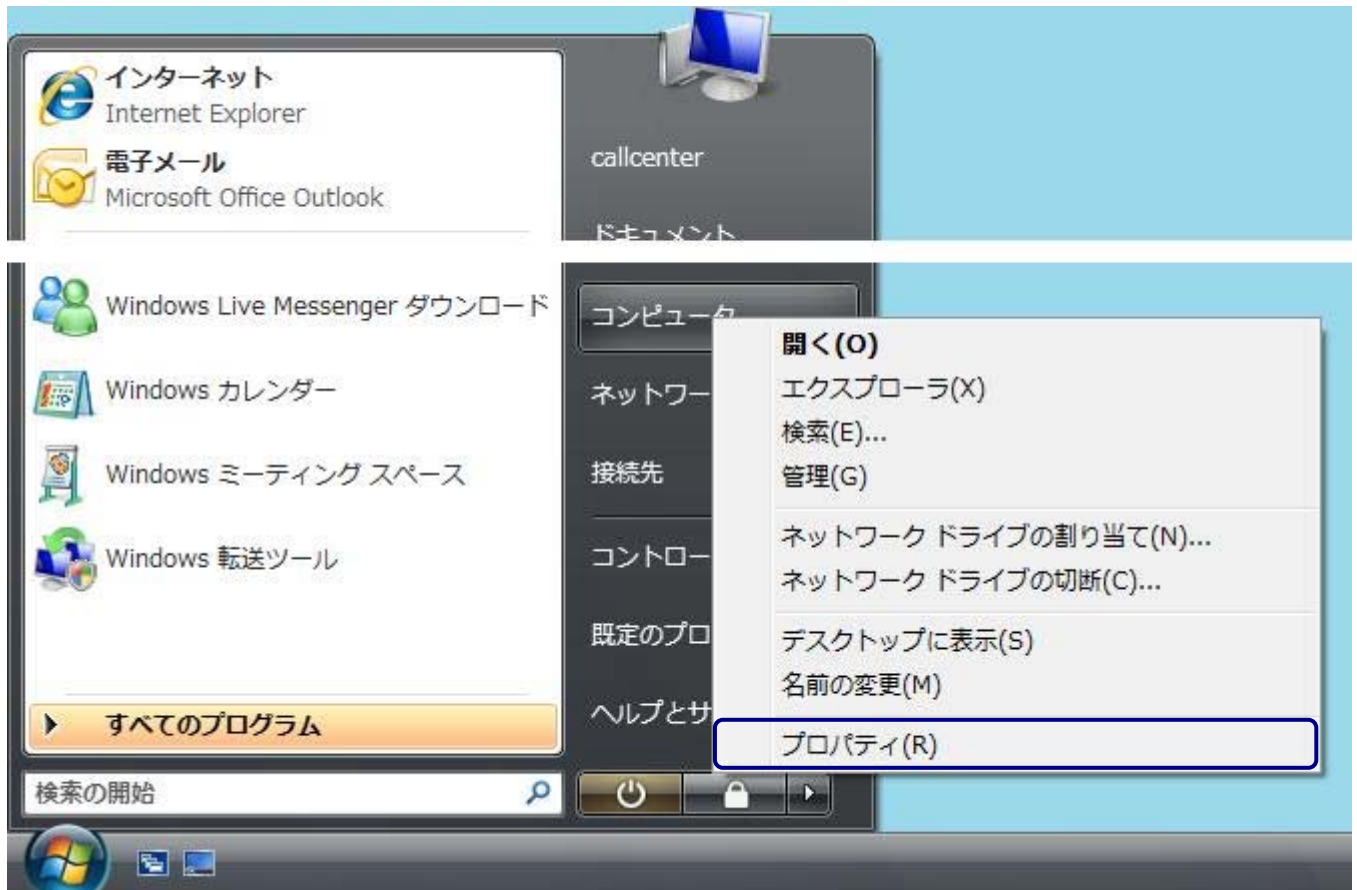 インターネット
Internet Explorer
電子メール
Microsoft Office Outlook
Windows Live Messenger ダウンロード
Windows カレンダー
Windows ミーティング スペース
Windows 転送ツール
すべてのプログラム
検索の開始
callcenter
ドキュメント
コンピュータ
ネットワー
接続先
コントロー
既定のプロ
ヘルプとサ
開く(O)
エクスプローラ(X)
検索(E)...
管理(G)
ネットワーク ドライブの割り当て(N)...
ネットワーク ドライブの切断(C)...
デスクトップに表示(S)
名前の変更(M)
プロパティ(R)